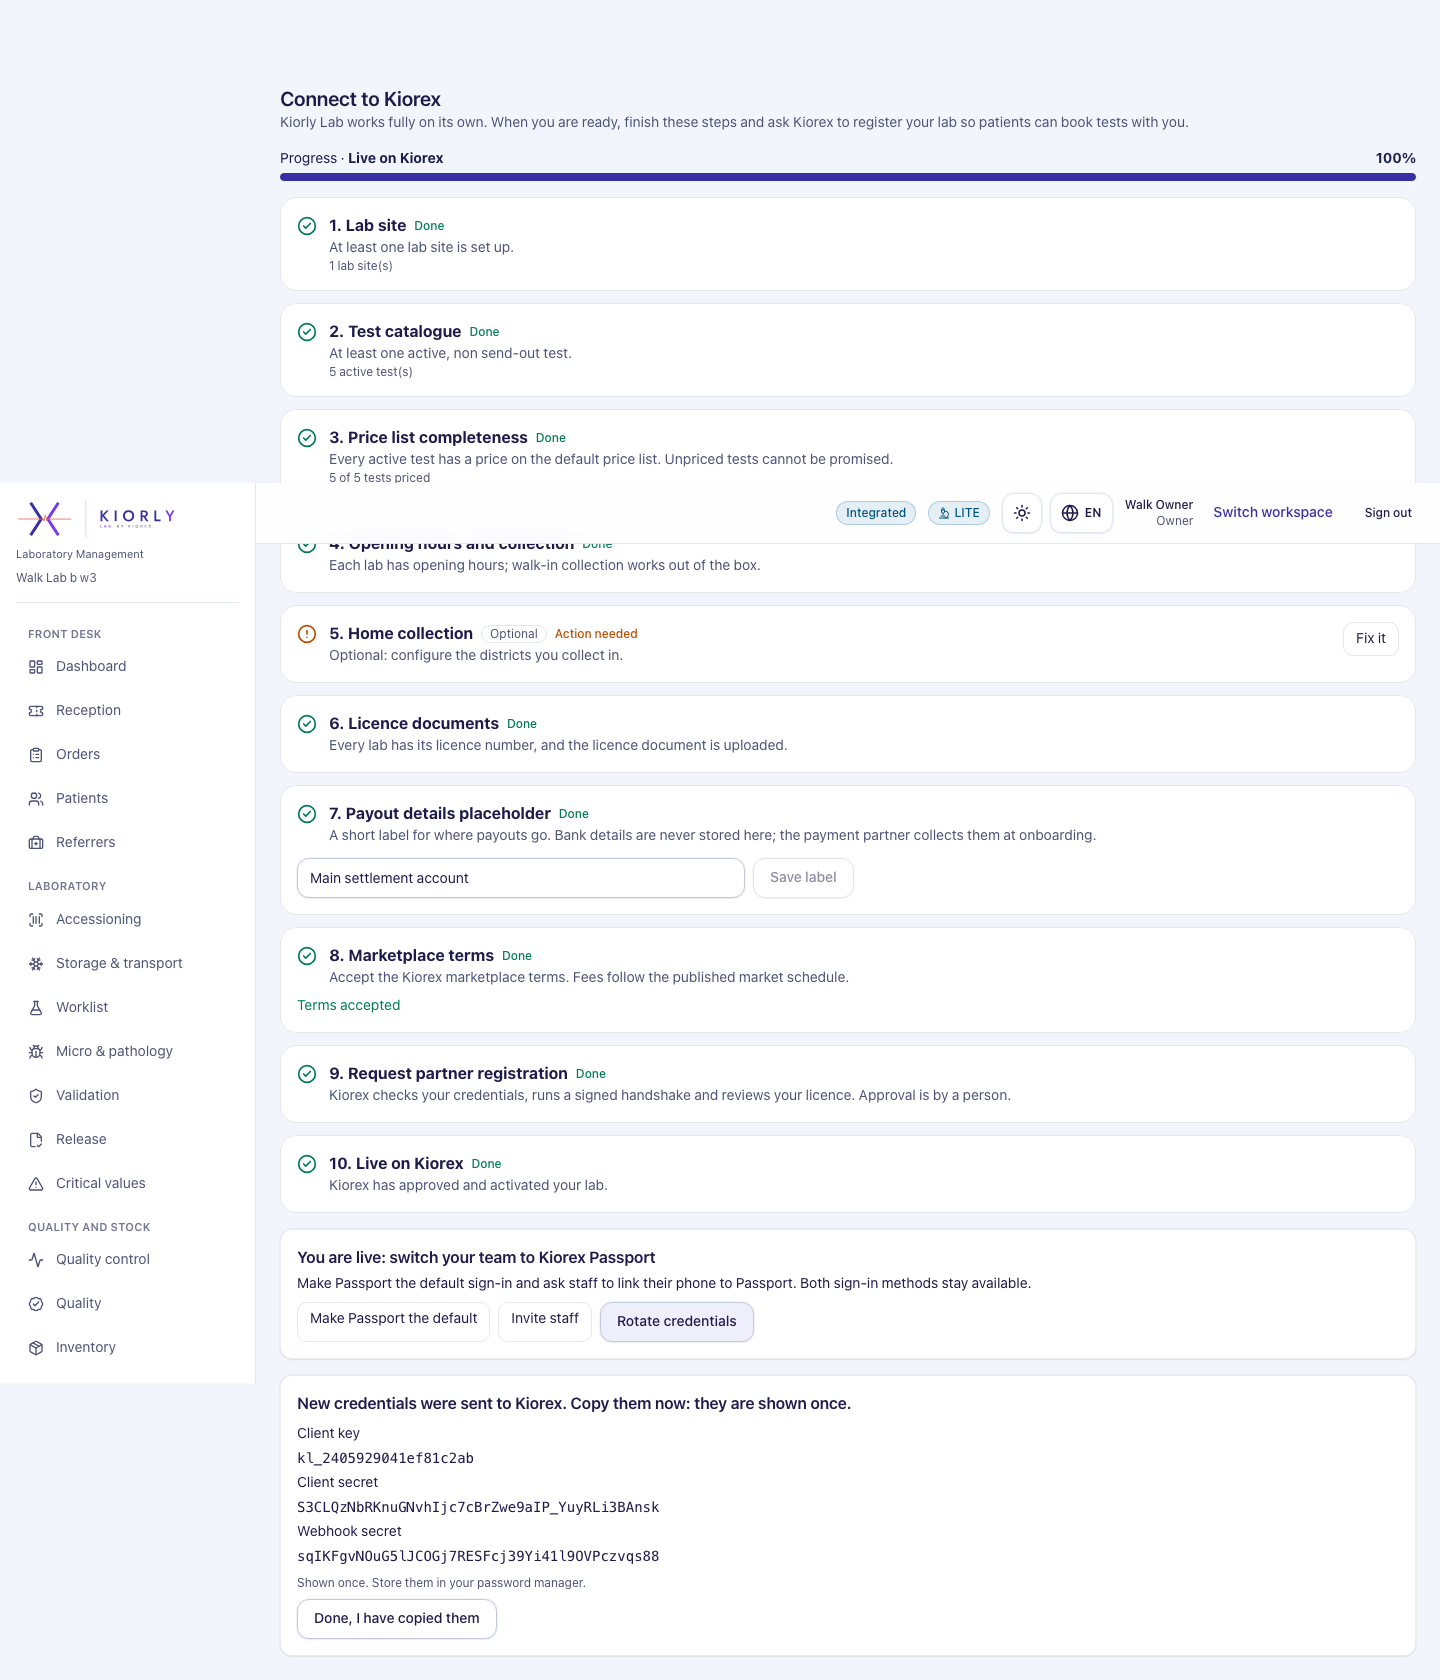 Connect to Kiorex
Kiorly Lab works fully on its own. When you are ready, finish these steps and ask Kiorex to register your lab so patients can book tests with you.
Progress · Live on Kiorex
100%
1. Lab site Done
At least one lab site is set up.
1 lab site(s)
2. Test catalogue Done
At least one active, non send-out test.
5 active test(s)
3. Price list completeness Done
Every active test has a price on the default price list. Unpriced tests cannot be promised.
5 of 5 tests priced
KIORLY
LAB BY KIOREX
Laboratory Management
Walk Lab b w3
Integrated
LITE
EN
Walk Owner
Owner
Switch workspace
Sign out
FRONT DESK
Dashboard
Reception
Orders
Patients
Referrers
LABORATORY
Accessioning
Storage & transport
Worklist
Micro & pathology
Validation
Release
Critical values
QUALITY AND STOCK
Quality control
Quality
Inventory
4. Opening hours and collection Done
Each lab has opening hours; walk-in collection works out of the box.
5. Home collection Optional Action needed
Optional: configure the districts you collect in.
Fix it
6. Licence documents Done
Every lab has its licence number, and the licence document is uploaded.
7. Payout details placeholder Done
A short label for where payouts go. Bank details are never stored here; the payment partner collects them at onboarding.
Main settlement account
Save label
8. Marketplace terms Done
Accept the Kiorex marketplace terms. Fees follow the published market schedule.
Terms accepted
9. Request partner registration Done
Kiorex checks your credentials, runs a signed handshake and reviews your licence. Approval is by a person.
10. Live on Kiorex Done
Kiorex has approved and activated your lab.
You are live: switch your team to Kiorex Passport
Make Passport the default sign-in and ask staff to link their phone to Passport. Both sign-in methods stay available.
Make Passport the default
Invite staff
Rotate credentials
New credentials were sent to Kiorex. Copy them now: they are shown once.
Client key
kl_2405929041ef81c2ab
Client secret
S3CLQzNbRKnuGNvhIjc7cBrZwe9aIP_YuyRLi3BAnsk
Webhook secret
sqIKFgvNOuG5lJCOGj7RESFcj39Yi41l9OVPczvqs88
Shown once. Store them in your password manager.
Done, I have copied them